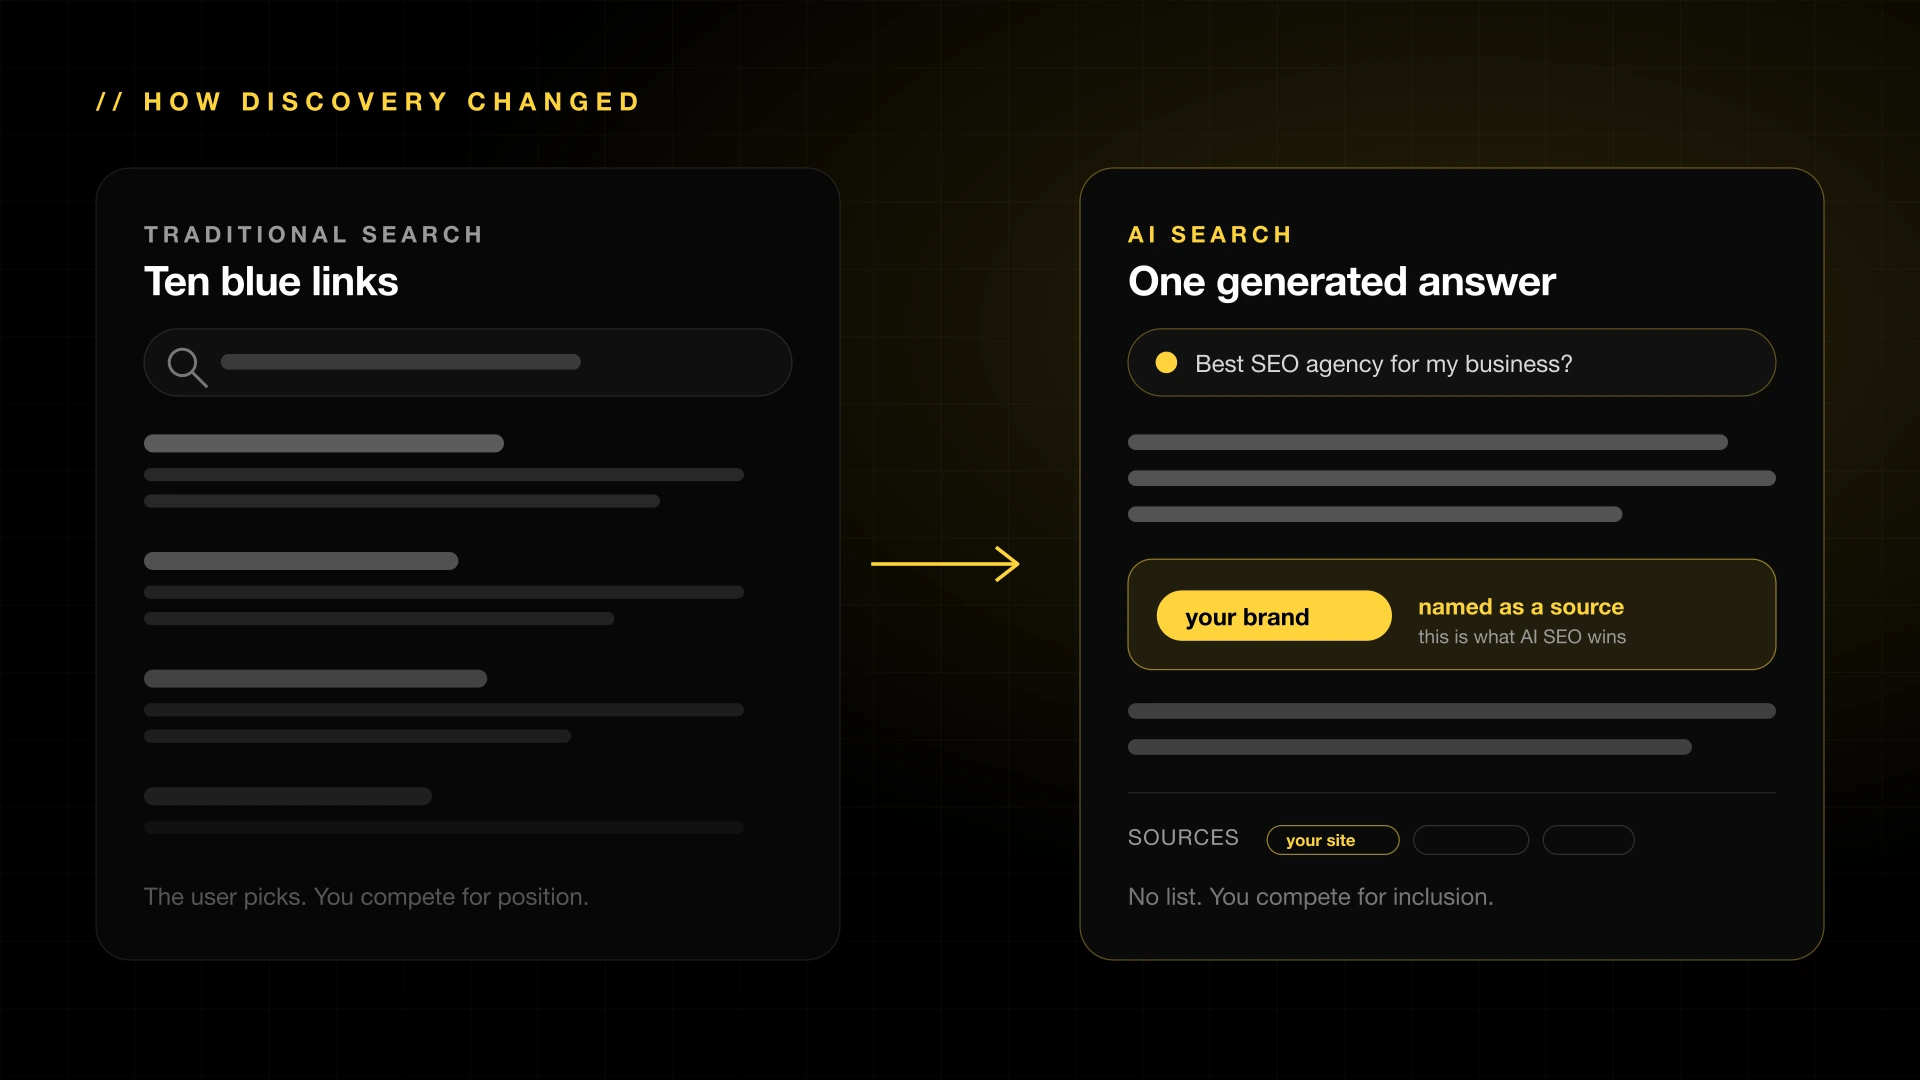 // HOW DISCOVERY CHANGED
TRADITIONAL SEARCH
Ten blue links
The user picks. You compete for position.
AI SEARCH
One generated answer
Best SEO agency for my business?
your brand
named as a source
this is what AI SEO wins
SOURCES
your site
No list. You compete for inclusion.